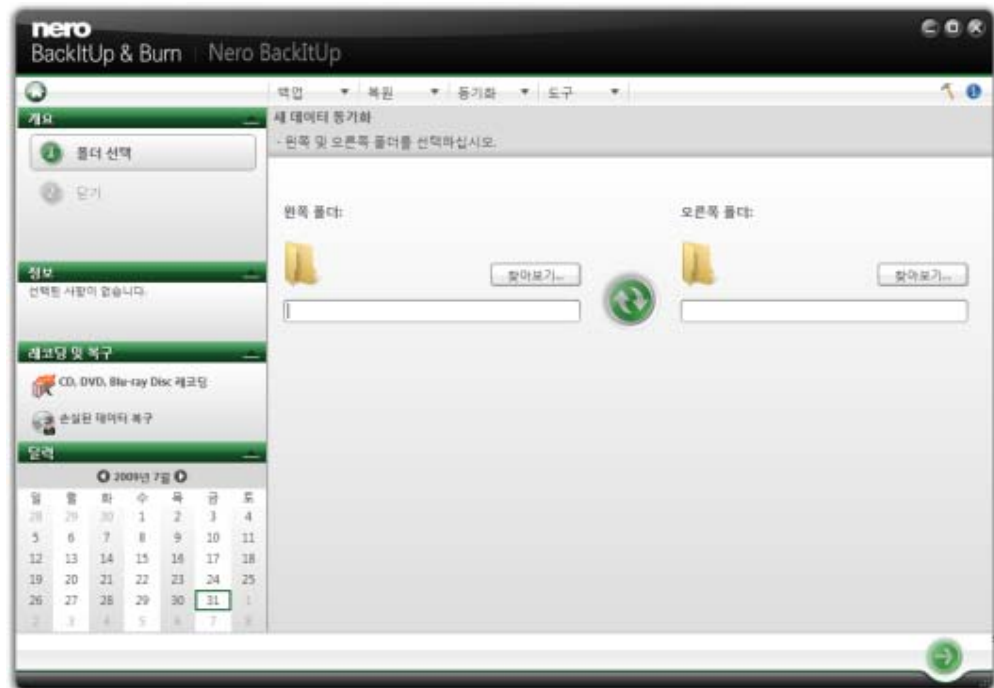 nero
BackItUp & Burn | Nero BackItUp
백업 복원 동기화 도구
개요
새 데이터 동기화
- 왼쪽 및 오른쪽 폴더를 선택하십시오.
1 폴더 선택
2 닫기
왼쪽 폴더:
오른쪽 폴더:
찾아보기...
찾아보기...
정보
선택된 사항이 없습니다.
레코딩 및 복구
CD, DVD, Blu-ray Disc 레코딩
손실된 데이터 복구
달력
2009년 7월
일 월 화 수 목 금 토
28 29 30 1 2 3 4
5 6 7 8 9 10 11
12 13 14 15 16 17 18
19 20 21 22 23 24 25
26 27 28 29 30 31 1
2 3 4 5 6 7 8